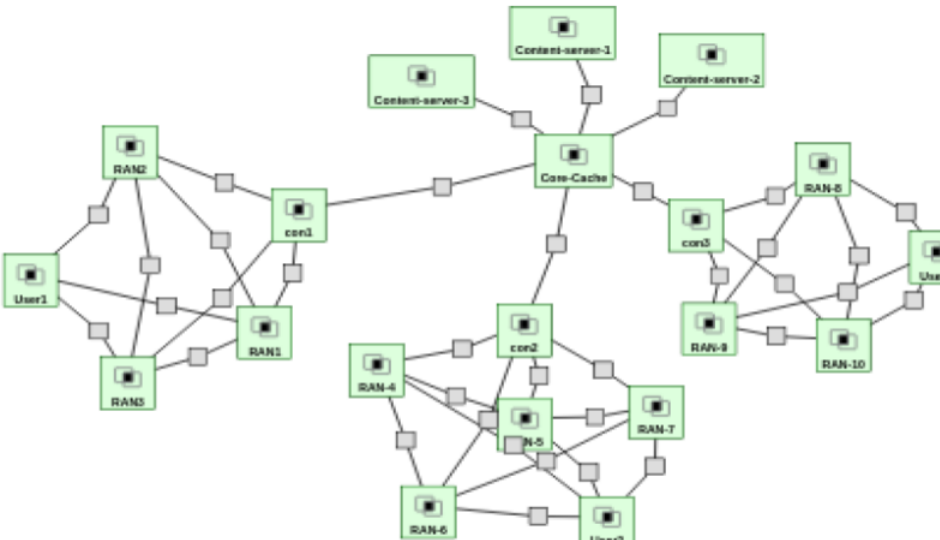 Content-server-1
Content-server-2
Content-server-3
RAN2
Core-Cache
RAN-8
con1
con3
User1
RAN1
RAN-9
RAN-10
con2
RAN3
RAN-4
RAN-7
RAN-6